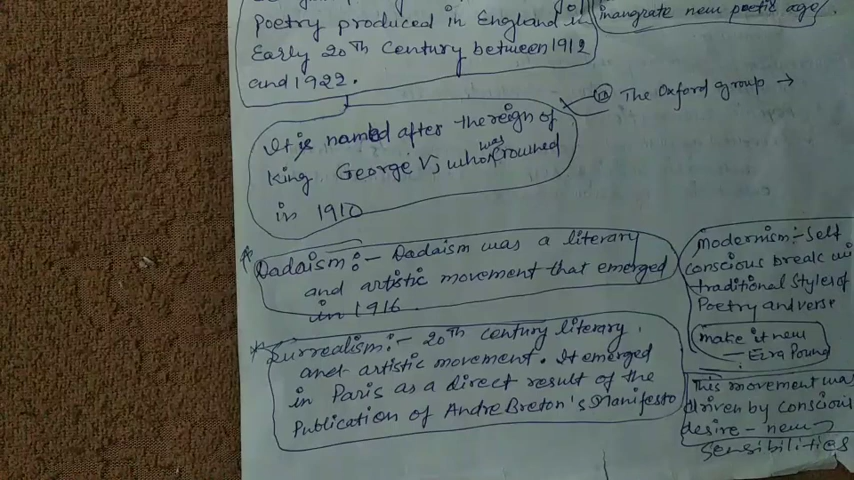 Poetry produced in England in
Early 20th Century between 1912
and 1922.
inangrate new poetic age.
It is named after the reign of
King George V, who was Crowned
in 1910
The Oxford group →
* Dadaism:- Dadaism was a literary
and artistic movement that emerged
in 1916.
* Surrealism:- 20th century literary,
and artistic movement. It emerged
in Paris as a direct result of the
Publication of Andre Breton's Manifesto
Modernism:- Self
conscious break
traditional styles of
Poetry and verse
make it new
- Ezra Pound
This movement was
driven by conscious
desire - new
Sensibilities